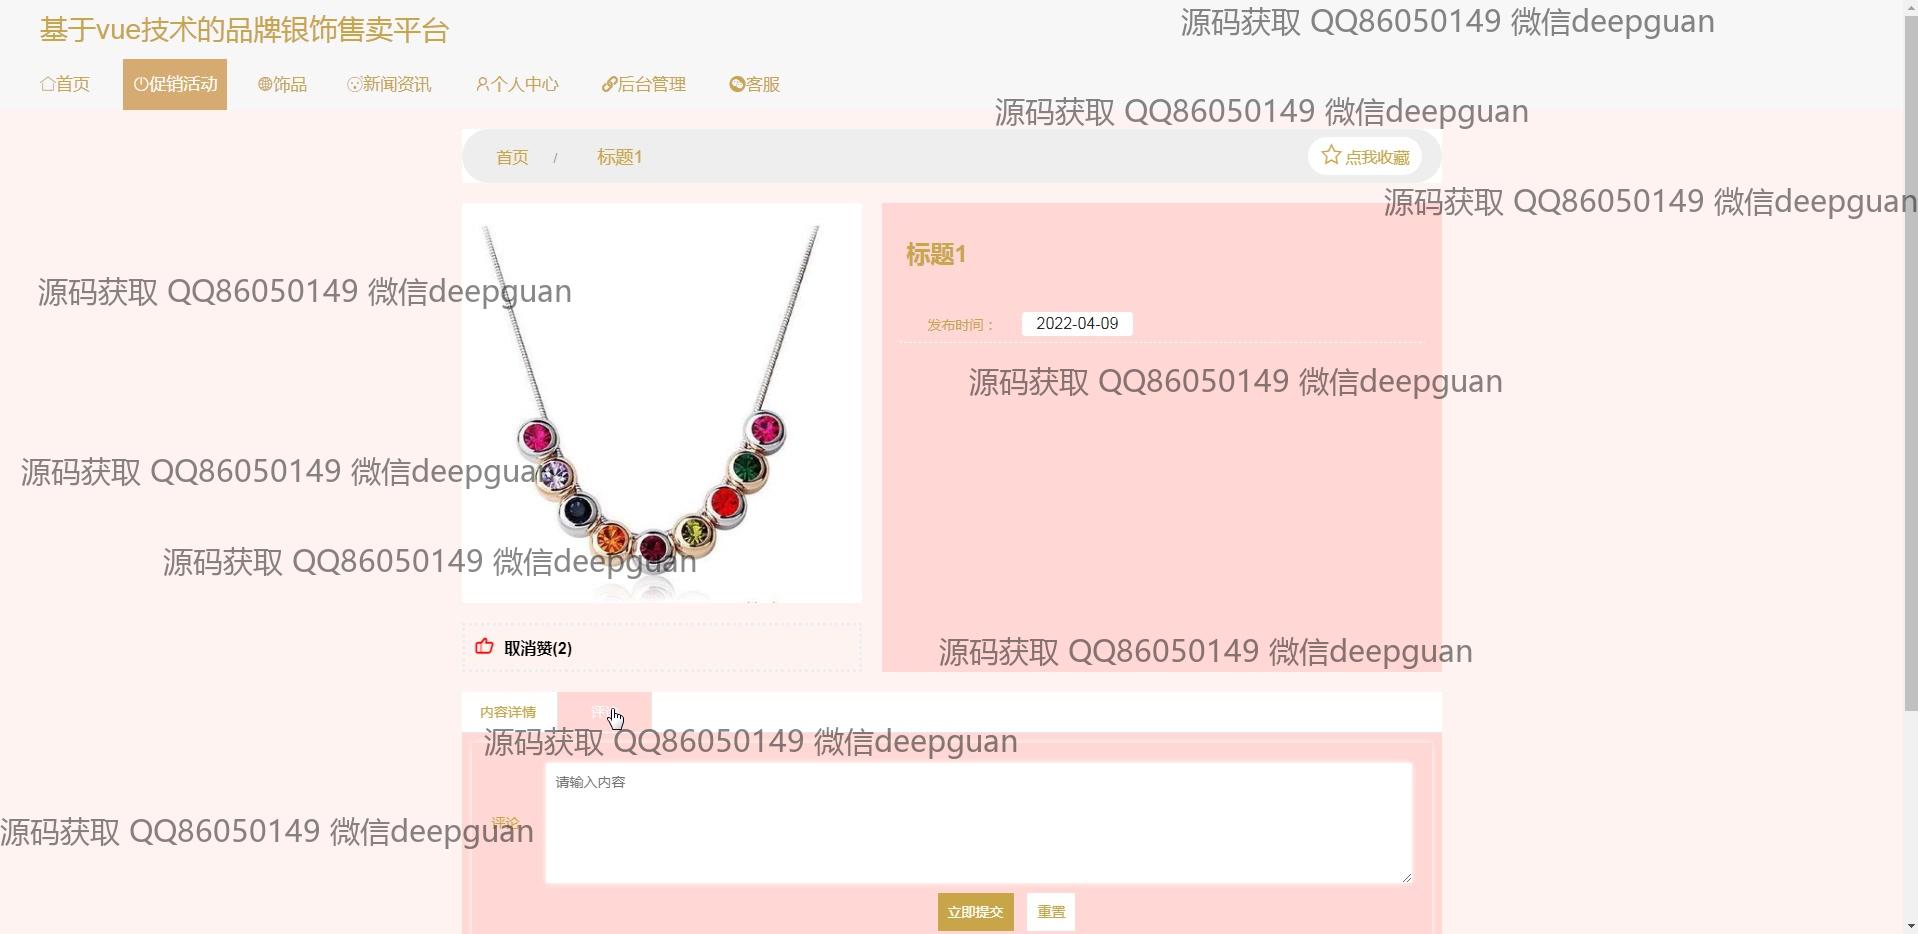 基于vue技术的品牌银饰售卖平台
源码获取 QQ86050149 微信deepguan
首页 促销活动 饰品 新闻资讯 个人中心 后台管理 客服
源码获取 QQ86050149 微信deepguan
首页 / 标题1 点我收藏
源码获取 QQ86050149 微信deepguan
标题1
源码获取 QQ86050149 微信deepguan
发布时间： 2022-04-09
源码获取 QQ86050149 微信deepguan
源码获取 QQ86050149 微信deepguan
源码获取 QQ86050149 微信deepguan
取消赞(2)
源码获取 QQ86050149 微信deepguan
内容详情
源码获取 QQ86050149 微信deepguan
请输入内容
评论
源码获取 QQ86050149 微信deepguan
立即提交 重置